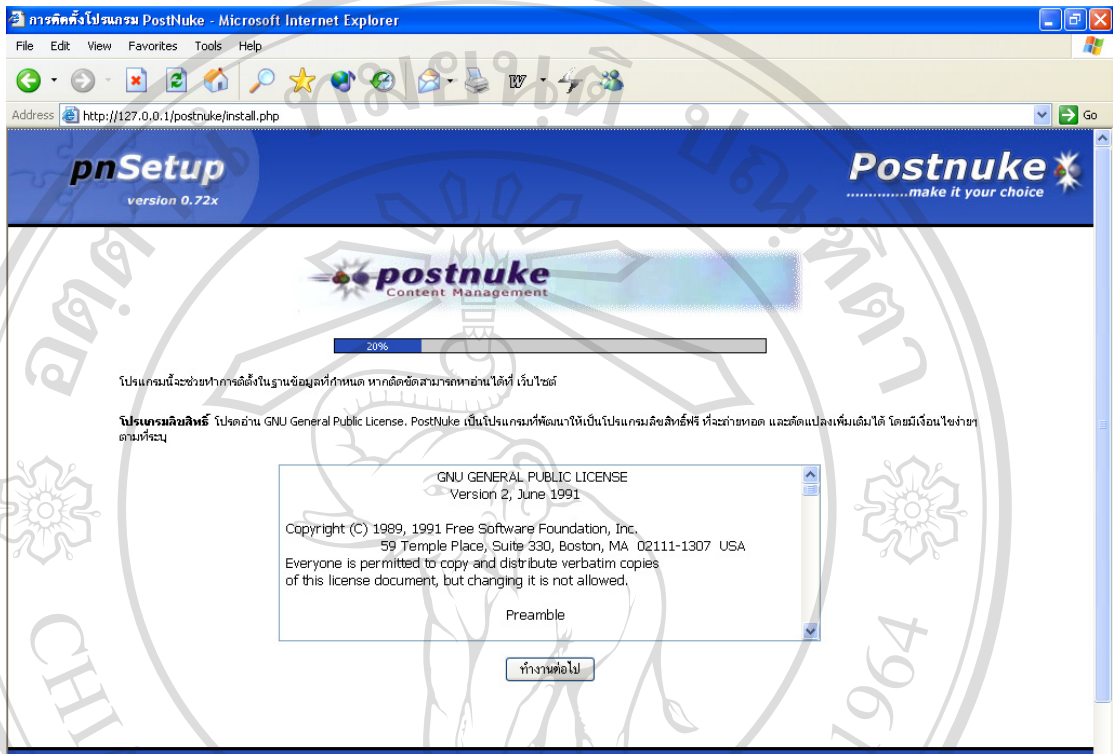 การติดตั้งโปรแกรม PostNuke - Microsoft Internet Explorer
File Edit View Favorites Tools Help
Address http://127.0.0.1/postnuke/install.php Go
pnSetup
version 0.72x
Postnuke
..............make it your choice
postnuke
Content Management
20%
โปรแกรมนี้จะช่วยทำการติดตั้งในฐานข้อมูลที่กำหนด หากติดขัดสามารถหาอ่านได้ที่ เว็บไซต์
โปรแกรมลิขสิทธิ์ โปรดอ่าน GNU General Public License. PostNuke เป็นโปรแกรมที่พัฒนาให้เป็นโปรแกรมลิขสิทธิ์ฟรี ที่จะถ่ายทอด และดัดแปลงเพิ่มเติมได้ โดยมีเงื่อนไขง่ายๆ
ตามที่ระบุ
GNU GENERAL PUBLIC LICENSE
Version 2, June 1991
Copyright (C) 1989, 1991 Free Software Foundation, Inc.
59 Temple Place, Suite 330, Boston, MA 02111-1307 USA
Everyone is permitted to copy and distribute verbatim copies
of this license document, but changing it is not allowed.
Preamble
ทำงานต่อไป
CHI
1964